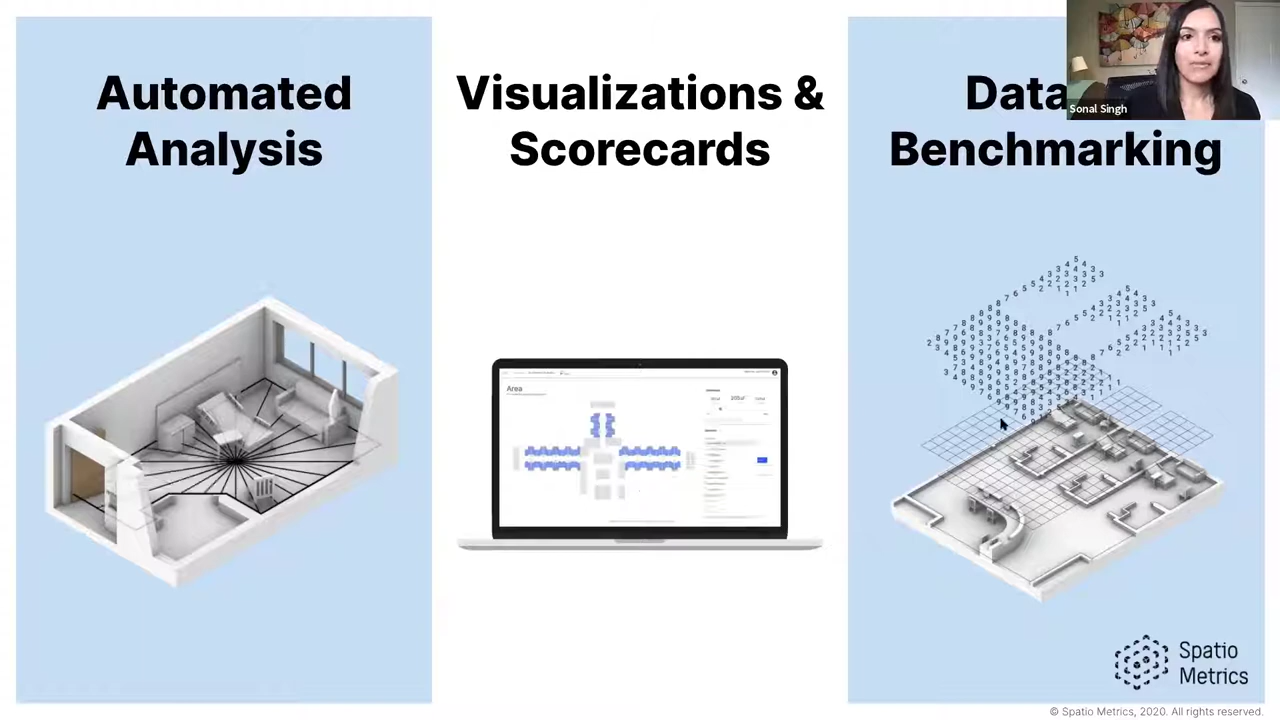 Automated
Analysis
Visualizations &
Scorecards
Data
Benchmarking
Sonal Singh
Area
Spatio
Metrics
© Spatio Metrics, 2020. All rights reserved.